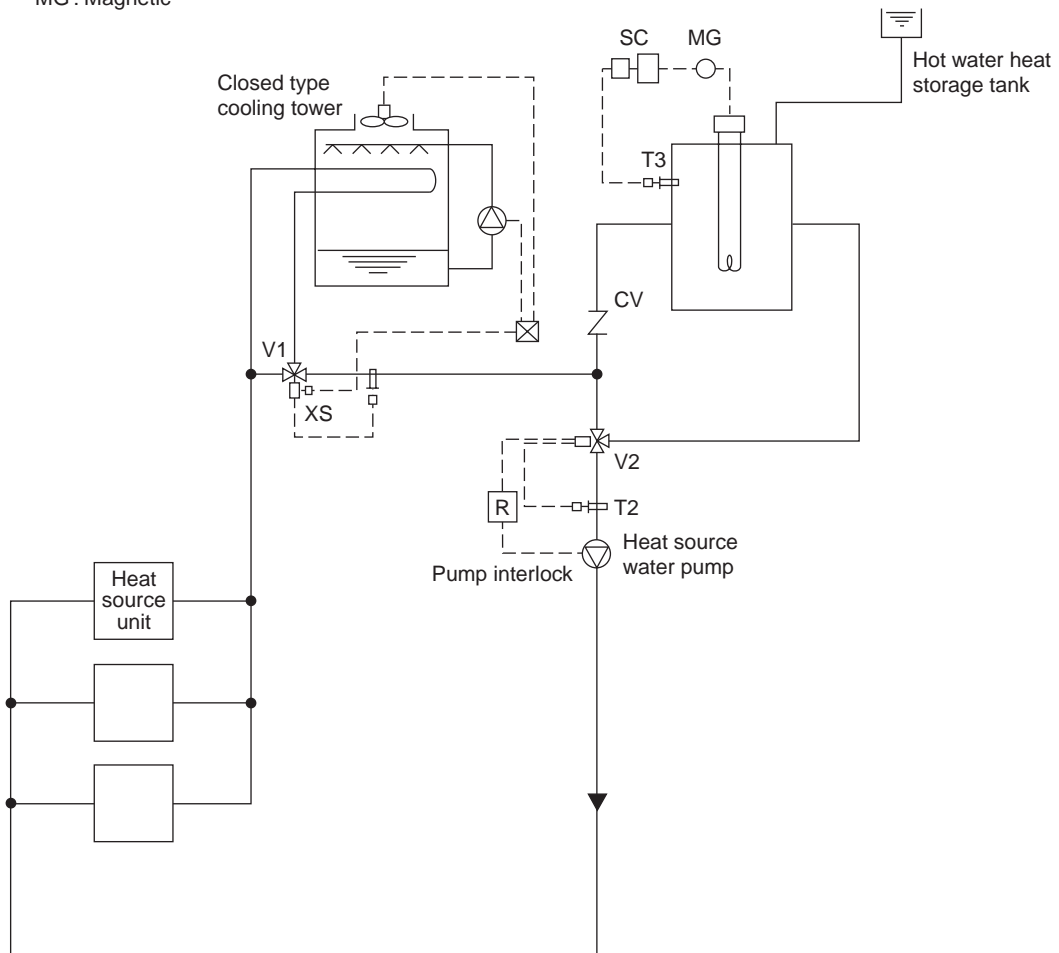 MG : Magnetic
SC
MG
Hot water heat
storage tank
Closed type
cooling tower
T3
CV
V1
XS
V2
R
T2
Pump interlock
Heat source
water pump
Heat
source
unit